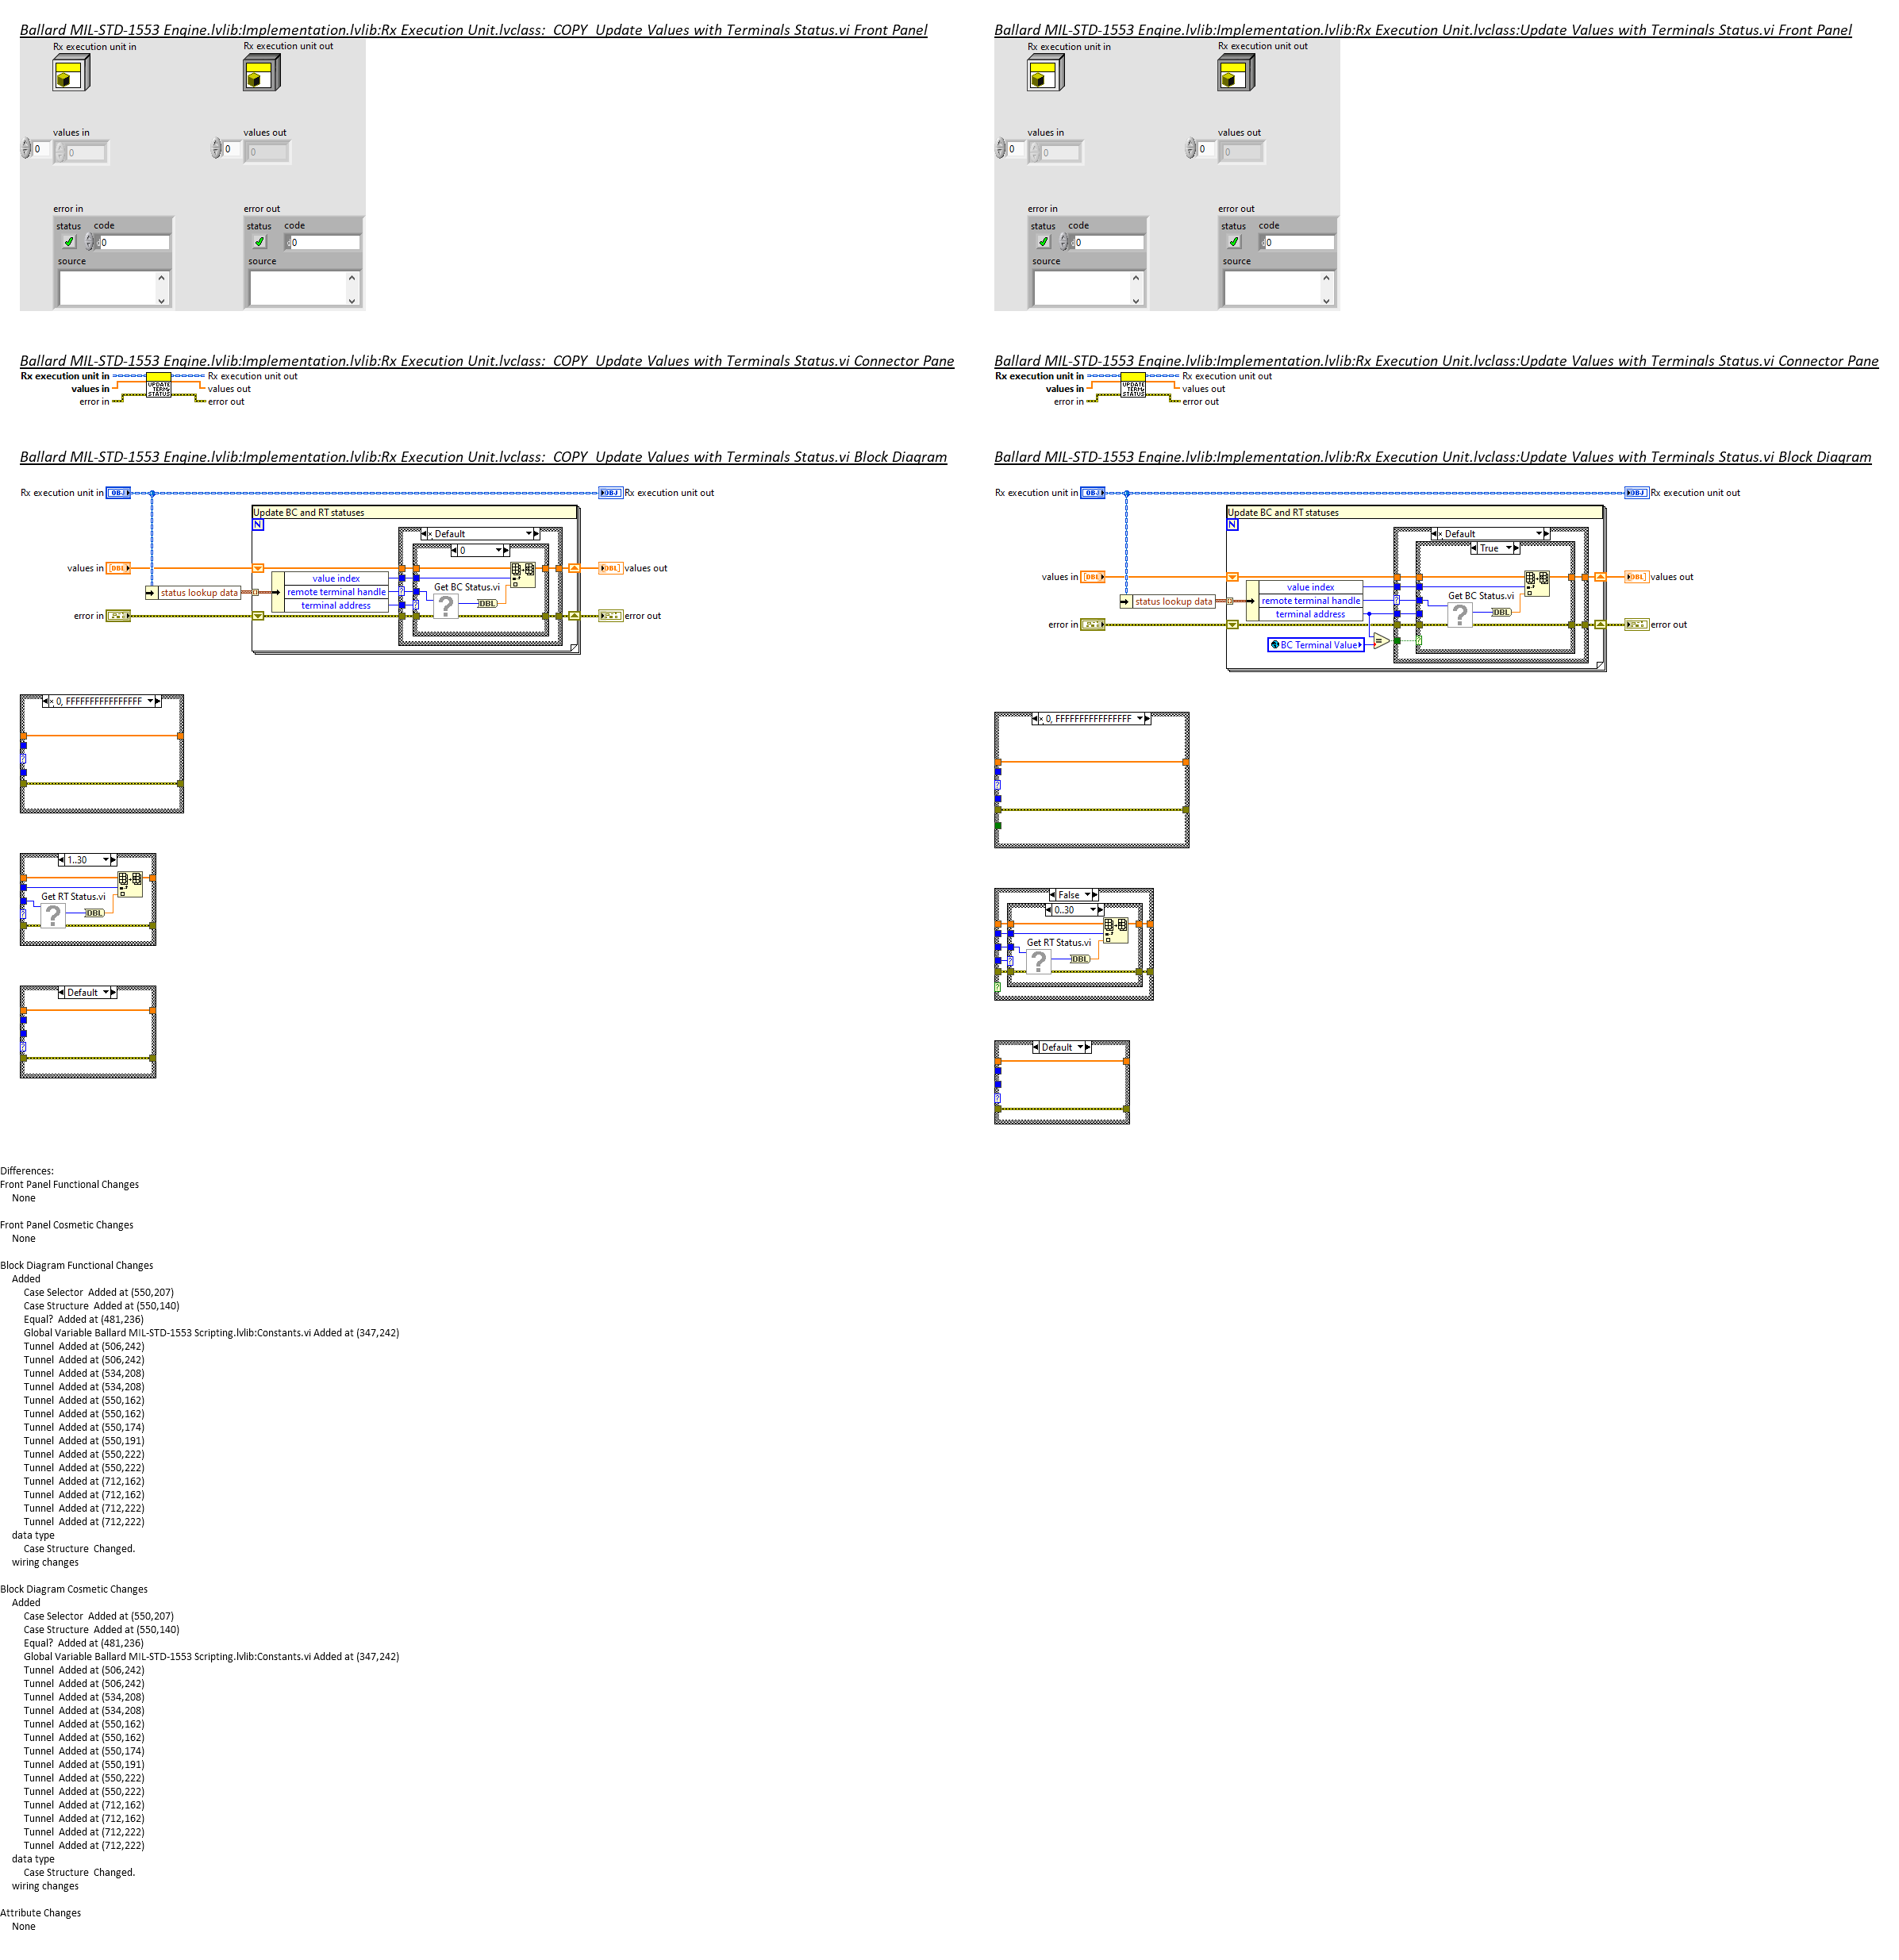 Ballard MIL-STD-1553 Engine.lvlib:Implementation.lvlib:Rx Execution Unit.lvclass:  COPY  Update Values with Terminals Status.vi Front Panel
Rx execution unit in
Rx execution unit out
values in
values out
0
0
0
0
error in
error out
status
code
status
code
0
0
source
source
Ballard MIL-STD-1553 Engine.lvlib:Implementation.lvlib:Rx Execution Unit.lvclass:Update Values with Terminals Status.vi Front Panel
Rx execution unit in
Rx execution unit out
values in
values out
0
0
0
0
error in
error out
status
code
status
code
0
0
source
source
Ballard MIL-STD-1553 Engine.lvlib:Implementation.lvlib:Rx Execution Unit.lvclass:  COPY  Update Values with Terminals Status.vi Connector Pane
Rx execution unit in
Rx execution unit out
values in
values out
error in
error out
UPDATE
TERM.
STATUS
Ballard MIL-STD-1553 Engine.lvlib:Implementation.lvlib:Rx Execution Unit.lvclass:Update Values with Terminals Status.vi Connector Pane
Rx execution unit in
Rx execution unit out
values in
values out
error in
error out
UPDATE
TERM.
STATUS
Ballard MIL-STD-1553 Engine.lvlib:Implementation.lvlib:Rx Execution Unit.lvclass:  COPY  Update Values with Terminals Status.vi Block Diagram
Rx execution unit in
OBJ
OBJ
Rx execution unit out
Update BC and RT statuses
N
Default
0
values in
DBL
DBL
values out
value index
remote terminal handle
terminal address
Get BC Status.vi
?
DBL
status lookup data
error in
error out
x 0, FFFFFFFFFFFFFFFF
1..30
Get RT Status.vi
?
DBL
Default
Ballard MIL-STD-1553 Engine.lvlib:Implementation.lvlib:Rx Execution Unit.lvclass:Update Values with Terminals Status.vi Block Diagram
Rx execution unit in
OBJ
OBJ
Rx execution unit out
Update BC and RT statuses
N
x Default
True
values in
DBL
DBL
values out
value index
remote terminal handle
terminal address
Get BC Status.vi
?
DBL
status lookup data
error in
error out
BC Terminal Value
=
x 0, FFFFFFFFFFFFFFFF
False
0..30
Get RT Status.vi
?
DBL
Default
Differences:
Front Panel Functional Changes
None
Front Panel Cosmetic Changes
None
Block Diagram Functional Changes
Added
Case Selector  Added at (550,207)
Case Structure  Added at (550,140)
Equal?  Added at (481,236)
Global Variable Ballard MIL-STD-1553 Scripting.lvlib:Constants.vi Added at (347,242)
Tunnel  Added at (506,242)
Tunnel  Added at (506,242)
Tunnel  Added at (534,208)
Tunnel  Added at (534,208)
Tunnel  Added at (550,162)
Tunnel  Added at (550,162)
Tunnel  Added at (550,174)
Tunnel  Added at (550,191)
Tunnel  Added at (550,222)
Tunnel  Added at (550,222)
Tunnel  Added at (712,162)
Tunnel  Added at (712,162)
Tunnel  Added at (712,222)
Tunnel  Added at (712,222)
data type
Case Structure  Changed.
wiring changes
Block Diagram Cosmetic Changes
Added
Case Selector  Added at (550,207)
Case Structure  Added at (550,140)
Equal?  Added at (481,236)
Global Variable Ballard MIL-STD-1553 Scripting.lvlib:Constants.vi Added at (347,242)
Tunnel  Added at (506,242)
Tunnel  Added at (506,242)
Tunnel  Added at (534,208)
Tunnel  Added at (534,208)
Tunnel  Added at (550,162)
Tunnel  Added at (550,162)
Tunnel  Added at (550,174)
Tunnel  Added at (550,191)
Tunnel  Added at (550,222)
Tunnel  Added at (550,222)
Tunnel  Added at (712,162)
Tunnel  Added at (712,162)
Tunnel  Added at (712,222)
Tunnel  Added at (712,222)
data type
Case Structure  Changed.
wiring changes
Attribute Changes
None